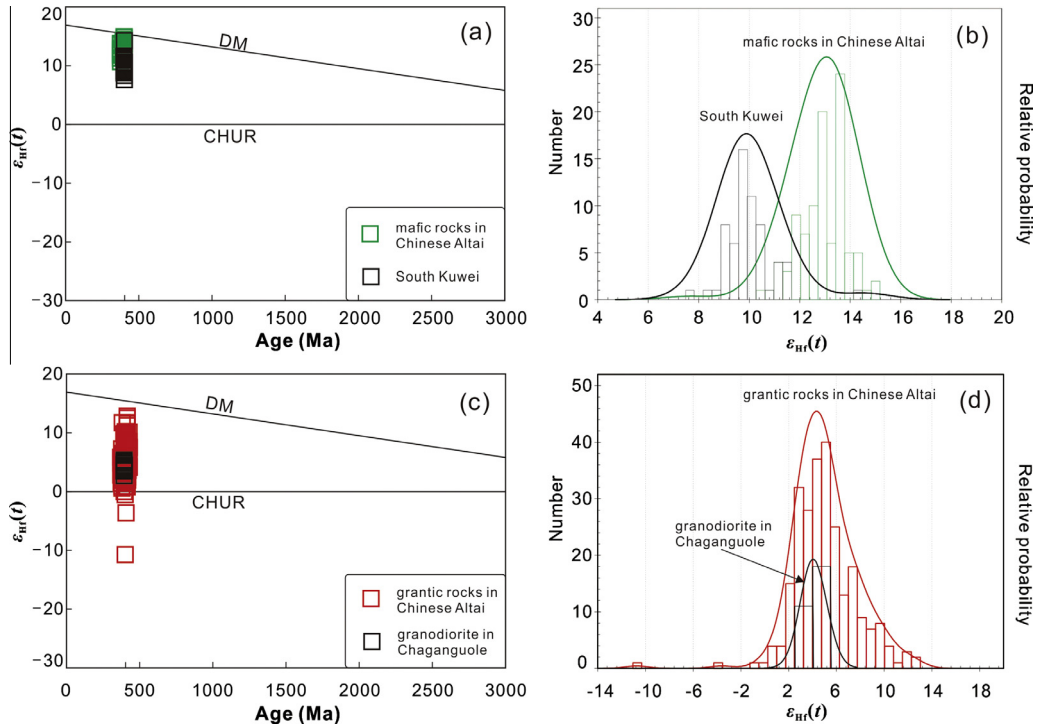 (a)
DM
CHUR
20
10
0
−10
−20
−30
εHf(t)
mafic rocks in
Chinese Altai
South Kuwei
0
500
1000
1500
2000
2500
3000
Age (Ma)
(b)
mafic rocks in Chinese Altai
South Kuwei
30
25
20
15
10
5
0
Number
Relative probability
4
6
8
10
12
14
16
18
20
εHf(t)
(c)
DM
CHUR
20
10
0
−10
−20
−30
εHf(t)
grantic rocks in
Chinese Altai
granodiorite in
Chaganguole
0
500
1000
1500
2000
2500
3000
Age (Ma)
(d)
grantic rocks in Chinese Altai
granodiorite in
Chaganguole
50
40
30
20
10
0
Number
Relative probability
-14
-10
-6
-2
2
6
10
14
εHf(t)